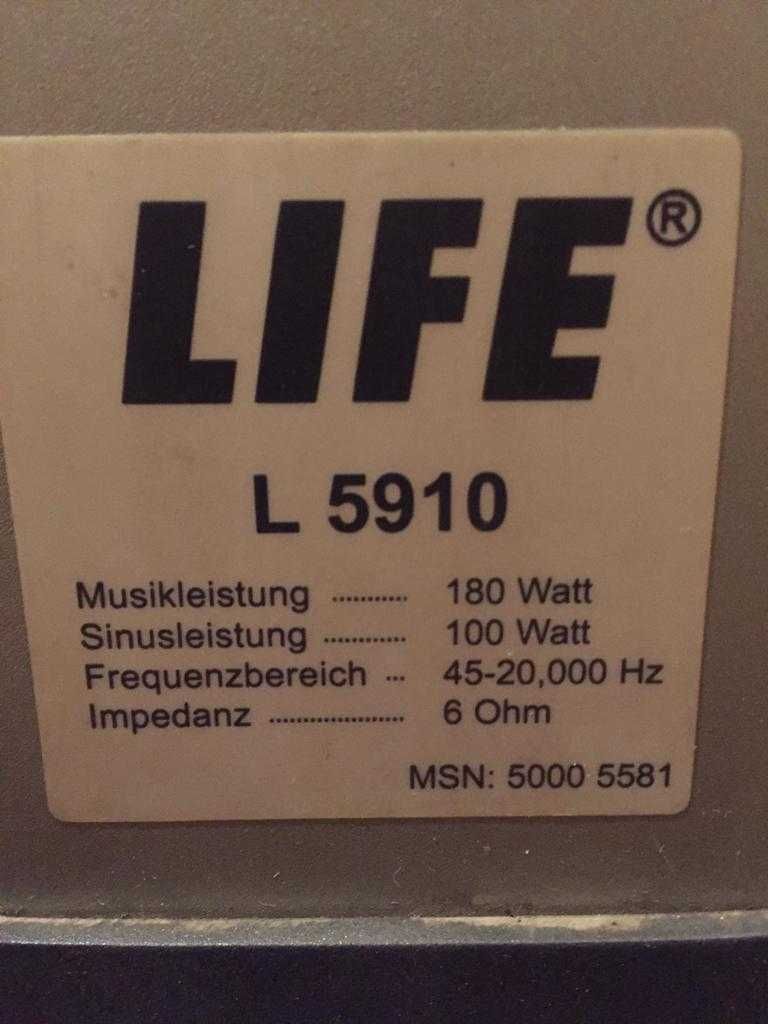 LIFE®
L 5910
Musikleistung ........... 180 Watt
Sinusleistung ............ 100 Watt
Frequenzbereich ... 45-20,000 Hz
Impedanz ..................... 6 Ohm
MSN: 5000 5581